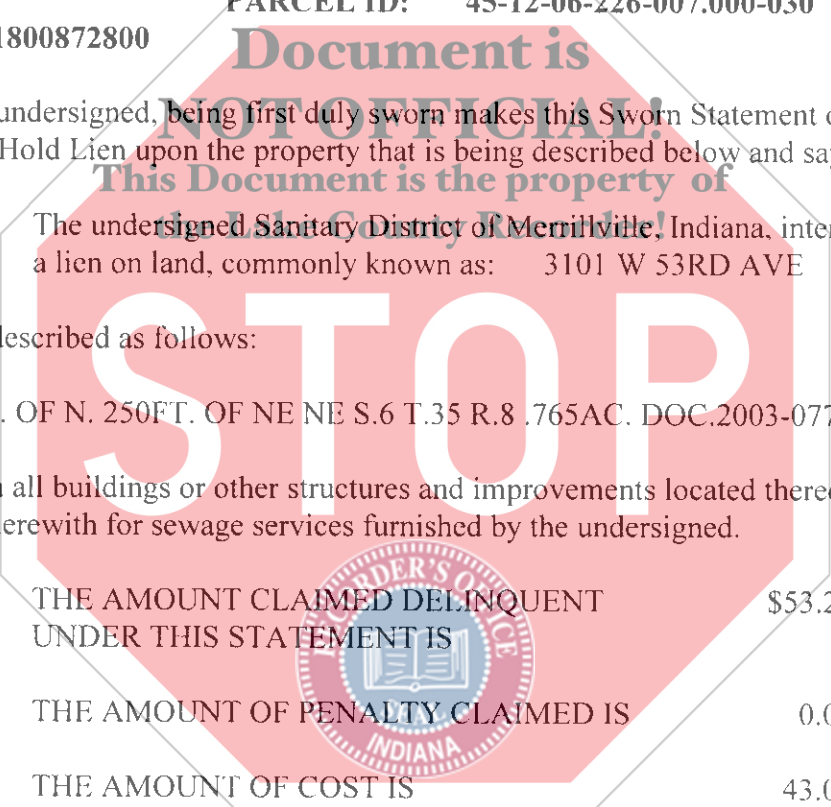 PARCEL ID: 45-12-06-226-007.000-030
1800872800
Document is
NOT OFFICIAL!
undersigned, being first duly sworn makes this Sworn Statement
Hold Lien upon the property that is being described below and
This Document is the property of
the Lake County Recorder!
The undersigned Sanitary District of Merrillville, Indiana,
a lien on land, commonly known as: 3101 W 53RD AVE
described as follows:
STOP
OF N. 250FT. OF NE NE S.6 T.35 R.8 .765AC. DOC.2003-077
all buildings or other structures and improvements located
for sewage services furnished by the undersigned.
RECORDER'S OFFICE
THE AMOUNT CLAIMED DELINQUENT $53.2
UNDER THIS STATEMENT IS
SEAL
THE AMOUNT OF PENALTY CLAIMED IS 0.0
INDIANA
THE AMOUNT OF COST IS 43.0